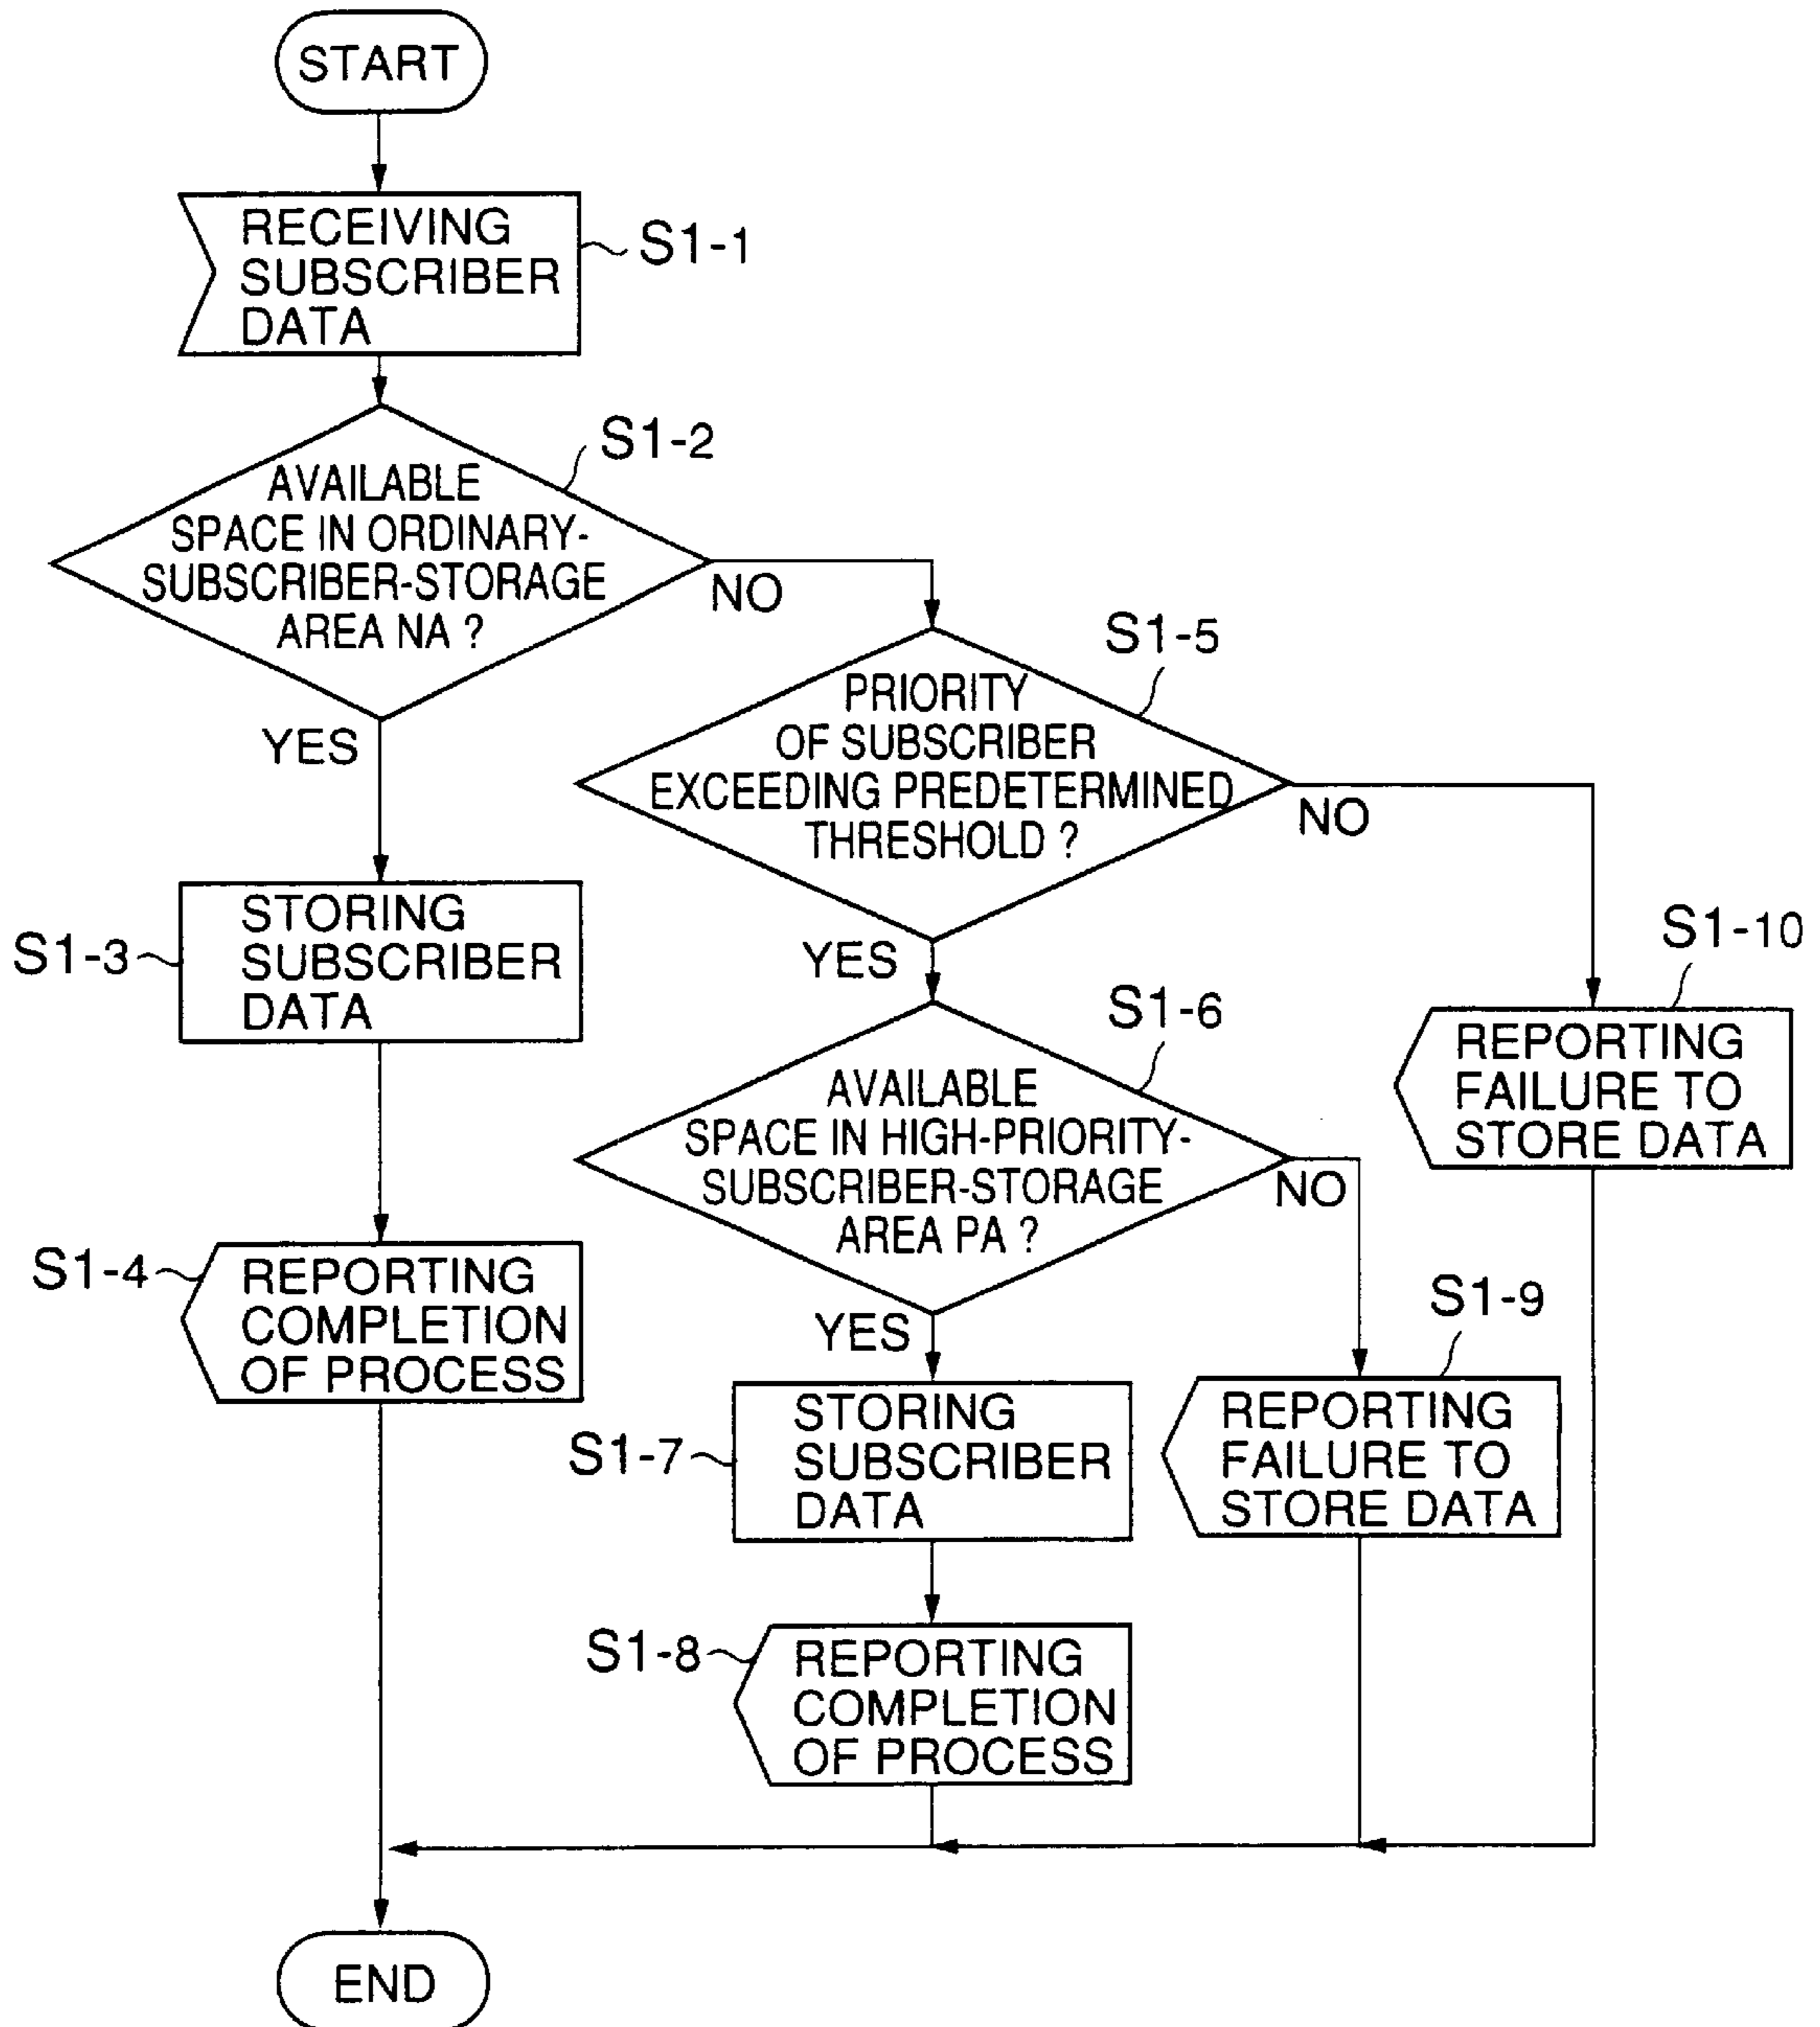 START
RECEIVING
SUBSCRIBER
DATA
S1-1
S1-2
AVAILABLE
SPACE IN ORDINARY-
SUBSCRIBER-STORAGE
AREA NA ?
NO
YES
S1-5
PRIORITY
OF SUBSCRIBER
EXCEEDING PREDETERMINED
THRESHOLD ?
NO
YES
S1-3
STORING
SUBSCRIBER
DATA
S1-10
REPORTING
FAILURE TO
STORE DATA
S1-6
AVAILABLE
SPACE IN HIGH-PRIORITY-
SUBSCRIBER-STORAGE
AREA PA ?
NO
YES
S1-4
REPORTING
COMPLETION
OF PROCESS
S1-9
REPORTING
FAILURE TO
STORE DATA
S1-7
STORING
SUBSCRIBER
DATA
S1-8
REPORTING
COMPLETION
OF PROCESS
END